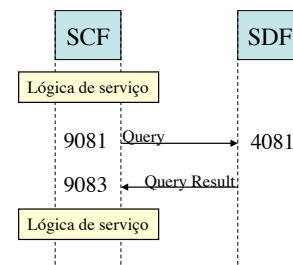 SCF SDF
Lógica de serviço
9081 Query 4081
9083 Query Result
Lógica de serviço